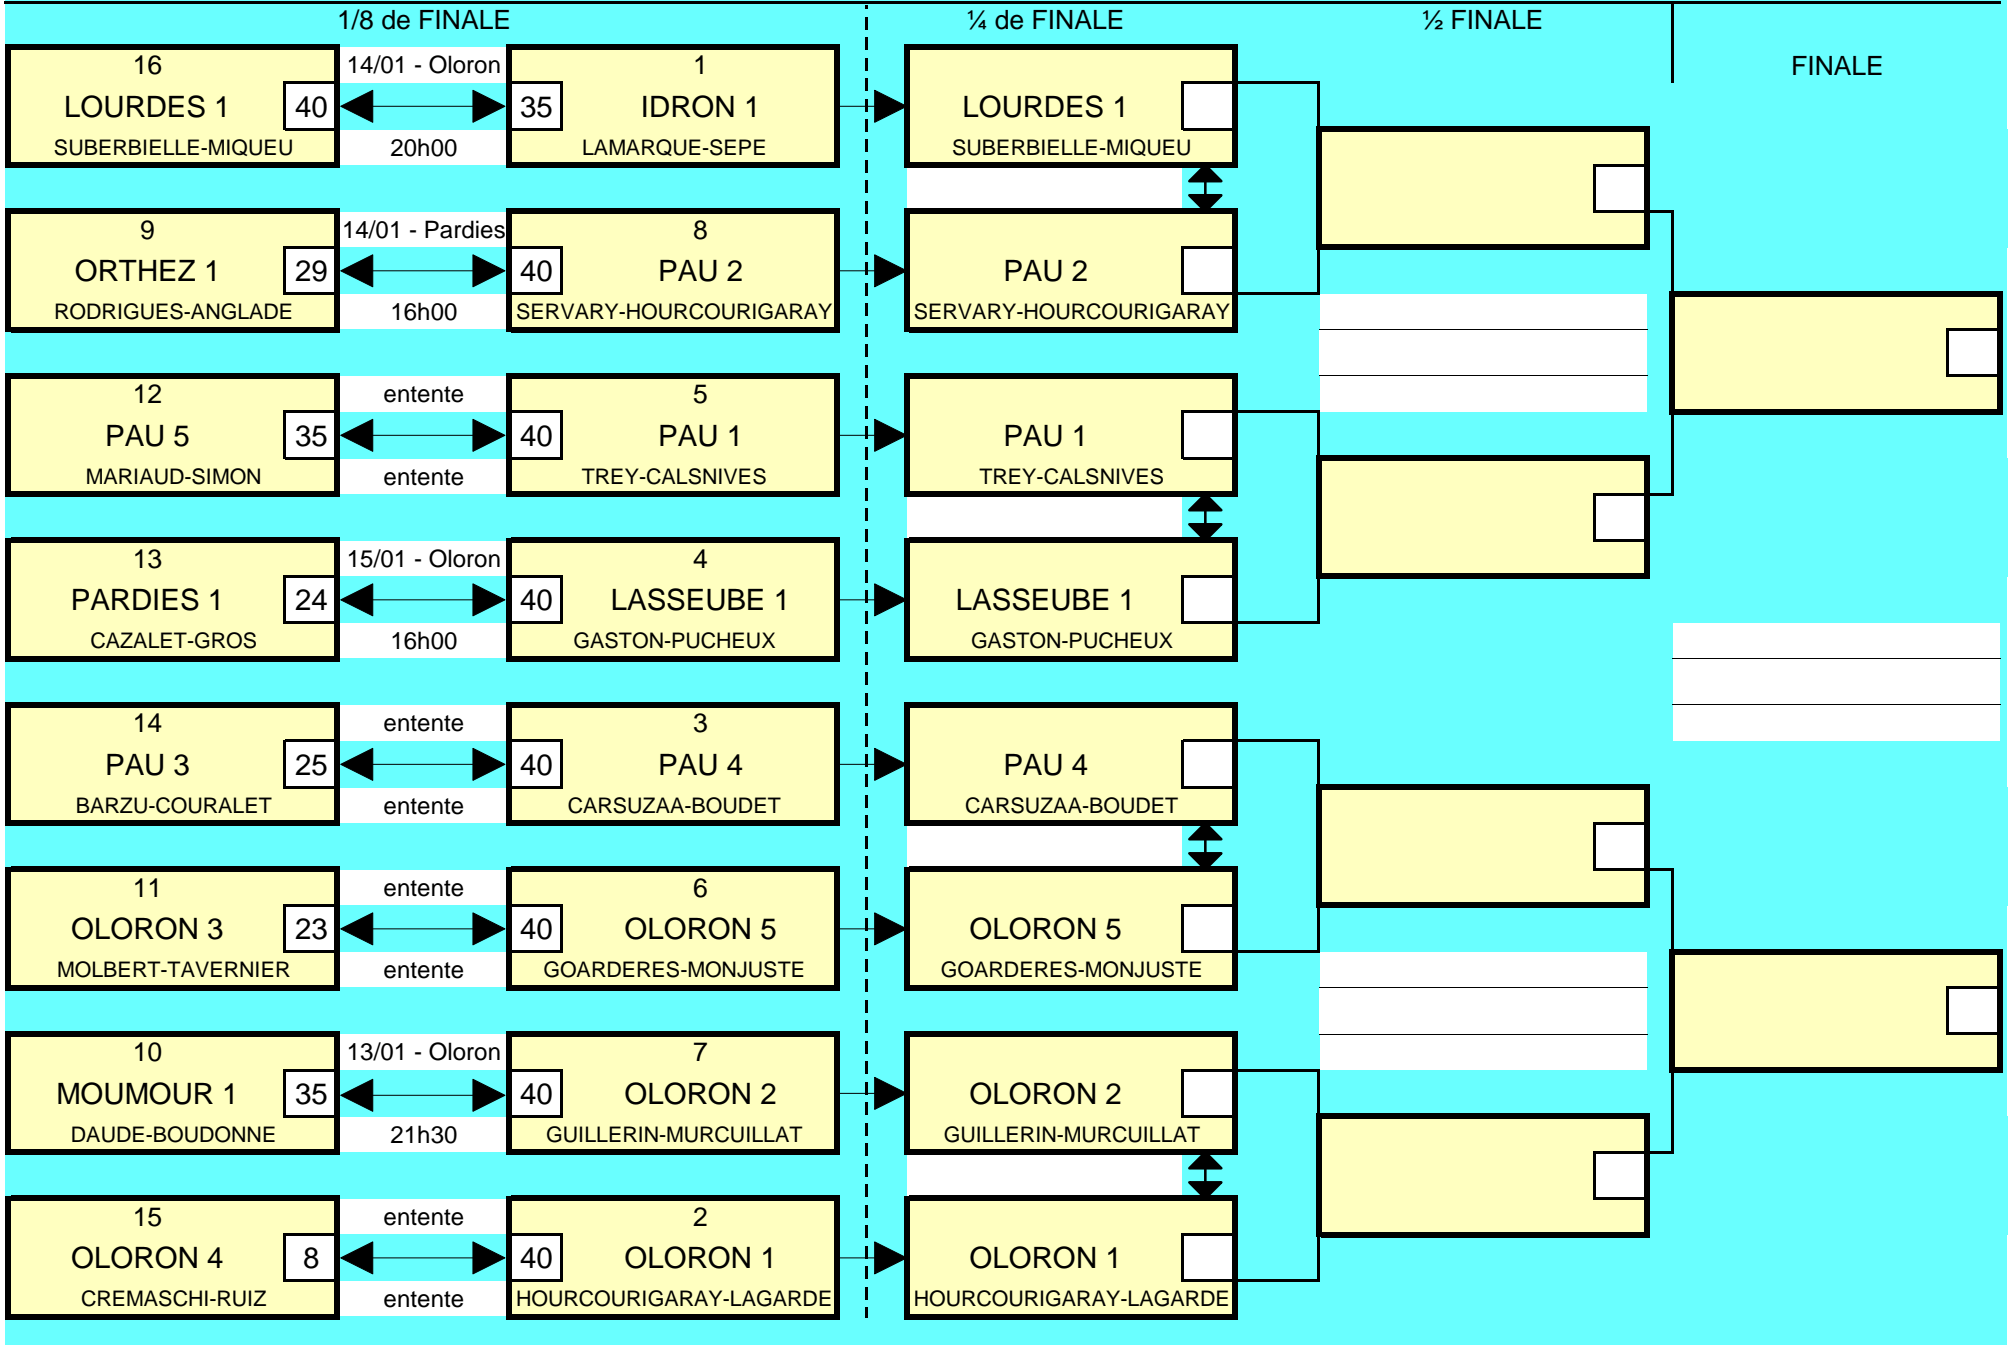 1/8 de FINALE
¼ de FINALE
½ FINALE
FINALE
16
LOURDES 1
40
SUBERBIELLE-MIQUEU
14/01 - Oloron
20h00
1
35
IDRON 1
LAMARQUE-SEPE
LOURDES 1
SUBERBIELLE-MIQUEU
9
ORTHEZ 1
29
RODRIGUES-ANGLADE
14/01 - Pardies
16h00
8
40
PAU 2
SERVARY-HOURCOURIGARAY
PAU 2
SERVARY-HOURCOURIGARAY
12
PAU 5
35
MARIAUD-SIMON
entente
entente
5
40
PAU 1
TREY-CALSNIVES
PAU 1
TREY-CALSNIVES
13
PARDIES 1
24
CAZALET-GROS
15/01 - Oloron
16h00
4
40
LASSEUBE 1
GASTON-PUCHEUX
LASSEUBE 1
GASTON-PUCHEUX
14
PAU 3
25
BARZU-COURALET
entente
entente
3
40
PAU 4
CARSUZAA-BOUDET
PAU 4
CARSUZAA-BOUDET
11
OLORON 3
23
MOLBERT-TAVERNIER
entente
entente
6
40
OLORON 5
GOARDERES-MONJUSTE
OLORON 5
GOARDERES-MONJUSTE
10
MOUMOUR 1
35
DAUDE-BOUDONNE
13/01 - Oloron
21h30
7
40
OLORON 2
GUILLERIN-MURCUILLAT
OLORON 2
GUILLERIN-MURCUILLAT
15
OLORON 4
8
CREMASCHI-RUIZ
entente
entente
2
40
OLORON 1
HOURCOURIGARAY-LAGARDE
OLORON 1
HOURCOURIGARAY-LAGARDE